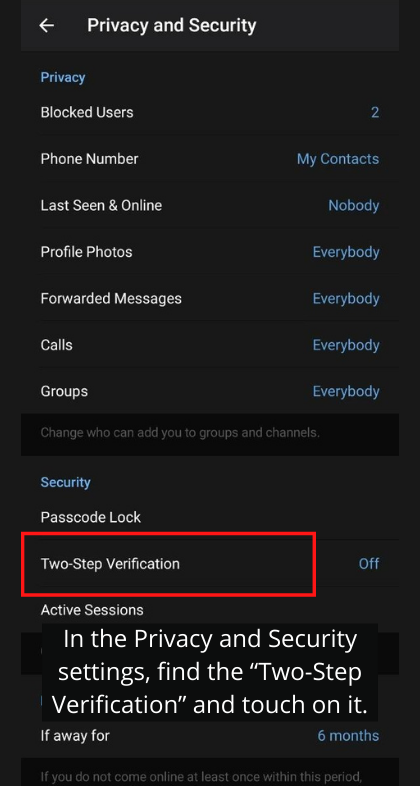 Privacy and Security
Privacy
Blocked Users 2
Phone Number My Contacts
Last Seen & Online Nobody
Profile Photos Everybody
Forwarded Messages Everybody
Calls Everybody
Groups Everybody
Change who can add you to groups and channels.
Security
Passcode Lock
Two-Step Verification Off
Active Sessions
In the Privacy and Security
settings, find the “Two-Step
Verification” and touch on it.
If away for 6 months
If you do not come online at least once within this period,